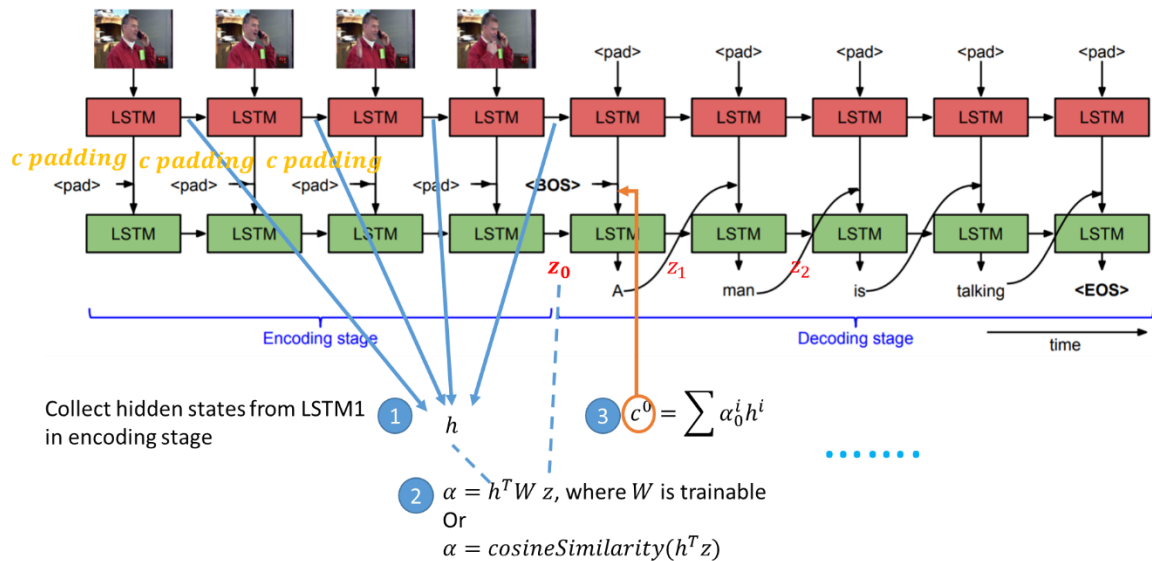 <pad> <pad> <pad> <pad> <pad>
LSTM LSTM LSTM LSTM LSTM LSTM LSTM LSTM LSTM
c padding c padding c padding
<pad> <pad> <pad> <pad> <BOS>
LSTM LSTM LSTM LSTM LSTM LSTM LSTM LSTM LSTM
z₀ z₁ z₂
A man is talking <EOS>
Encoding stage Decoding stage
time
Collect hidden states from LSTM1
in encoding stage
1
h
3 c⁰ = ∑ α₀ⁱhⁱ
.......
2 α = hᵀW z, where W is trainable
Or
α = cosineSimilarity(hᵀz)